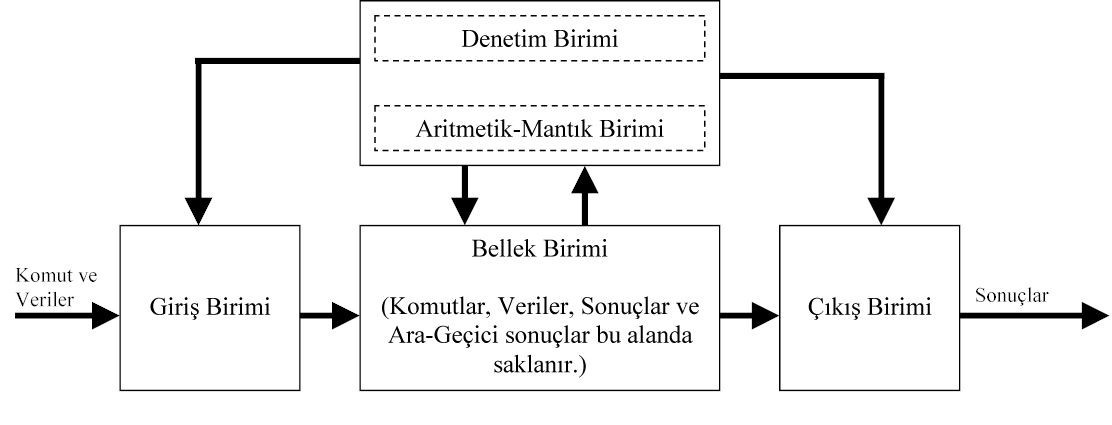 Denetim Birimi
Aritmetik-Mantık Birimi
Komut ve
Veriler
Giriş Birimi
Bellek Birimi
(Komutlar, Veriler, Sonuçlar ve
Ara-Geçici sonuçlar bu alanda
saklanır.)
Çıkış Birimi
Sonuçlar